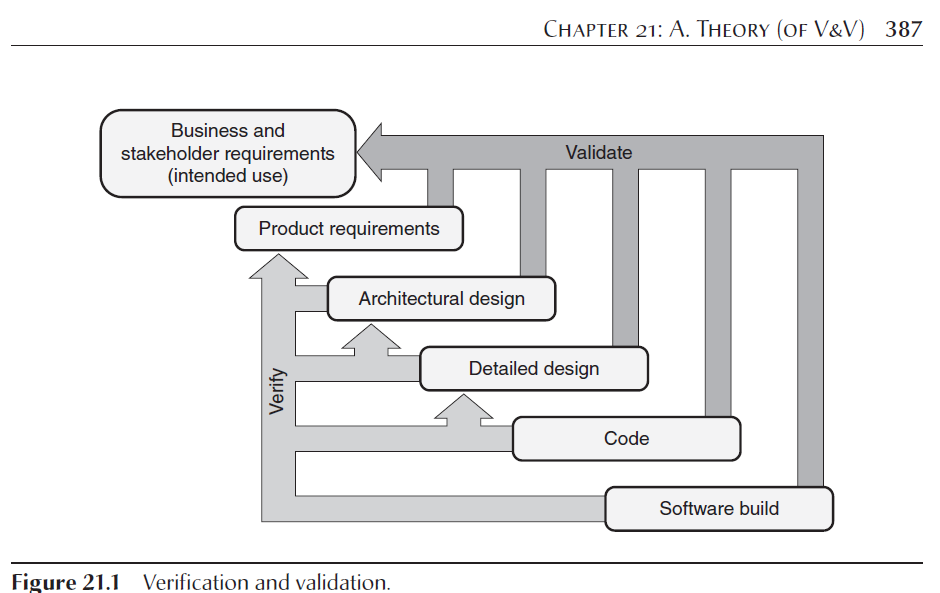 CHAPTER 21: A. THEORY (OF V&V) 387
Business and
stakeholder requirements
(intended use)
Validate
Product requirements
Architectural design
Detailed design
Verify
Code
Software build
Figure 21.1 Verification and validation.